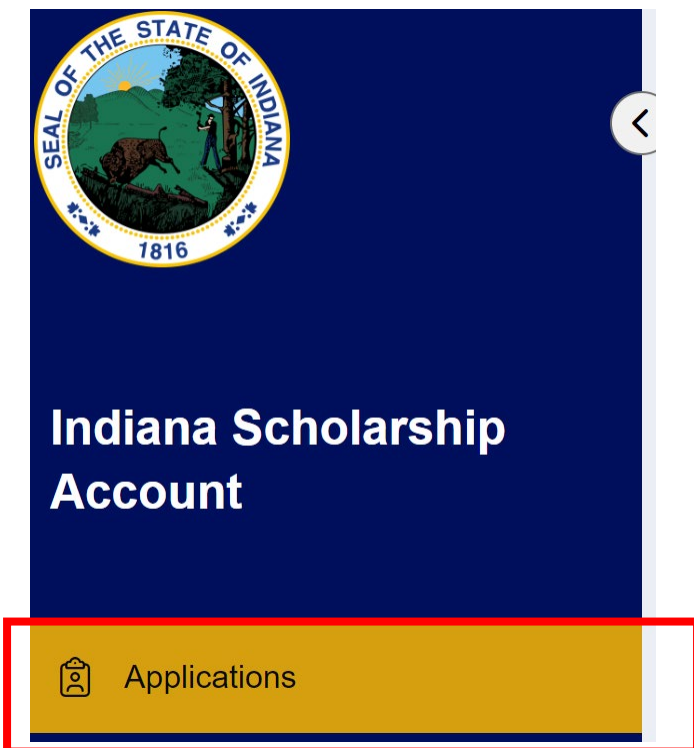 SEAL OF THE STATE OF INDIANA
1816
Indiana Scholarship
Account
Applications